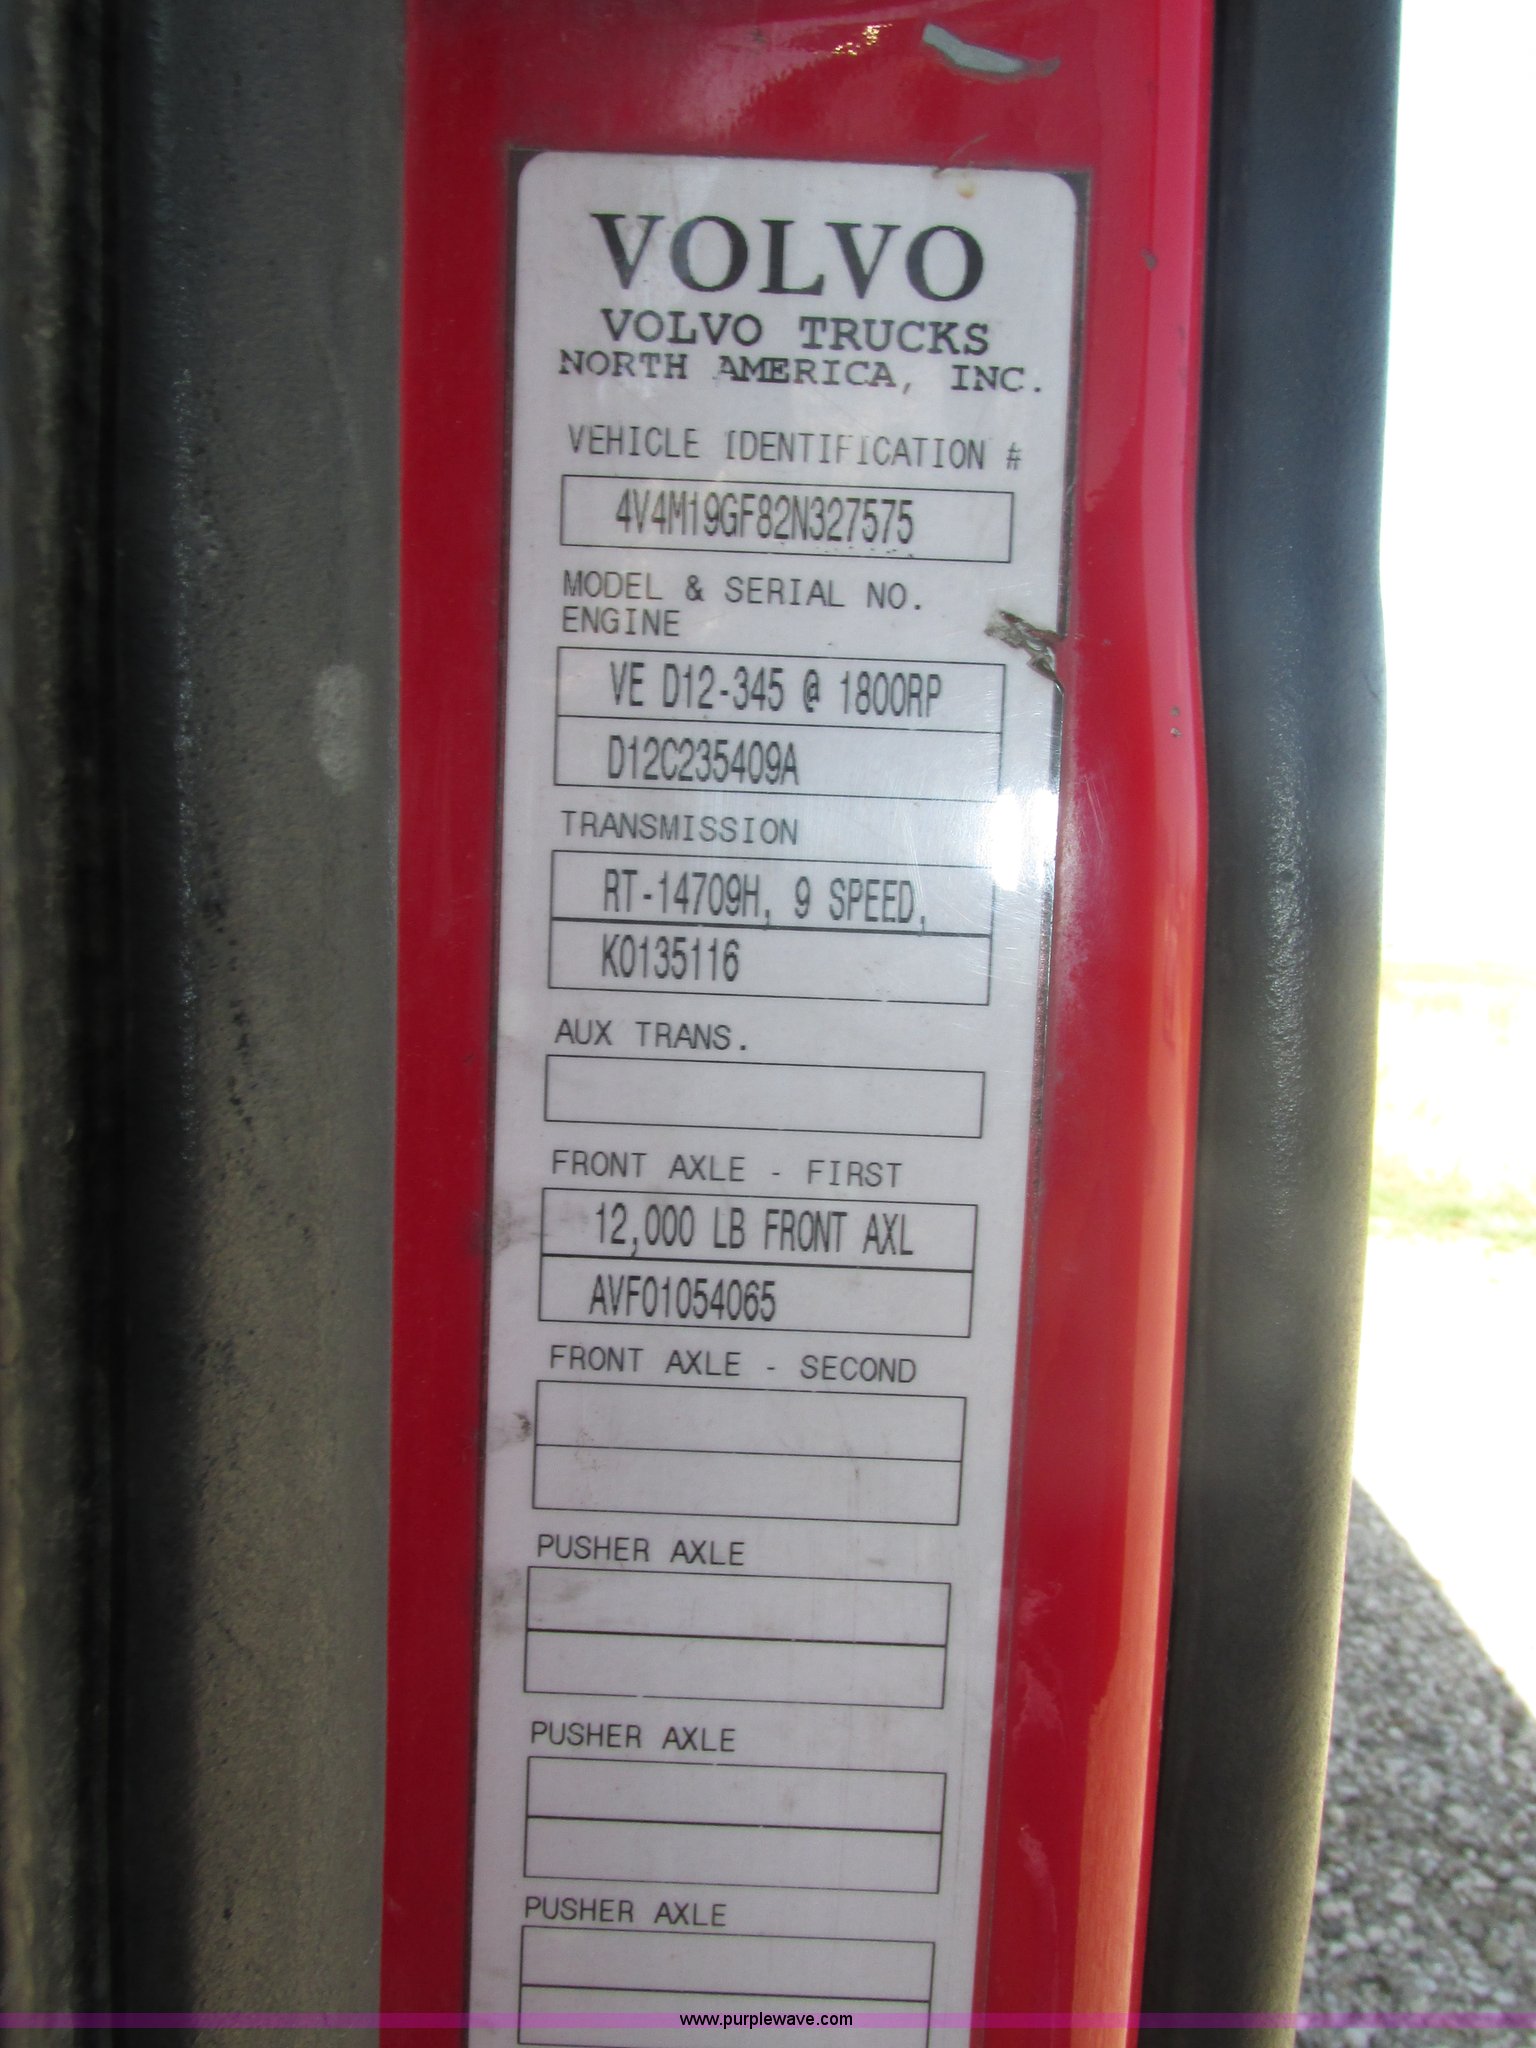 VOLVO
VOLVO TRUCKS
NORTH AMERICA, INC.
VEHICLE IDENTIFICATION #
4V4M19GF82N327575
MODEL & SERIAL NO.
ENGINE
VE D12-345 @ 1800RP
D12C235409A
TRANSMISSION
RT-14709H, 9 SPEED,
K0135116
AUX TRANS.
FRONT AXLE - FIRST
12,000 LB FRONT AXL
AVF01054065
FRONT AXLE - SECOND
PUSHER AXLE
PUSHER AXLE
PUSHER AXLE
www.purplewave.com